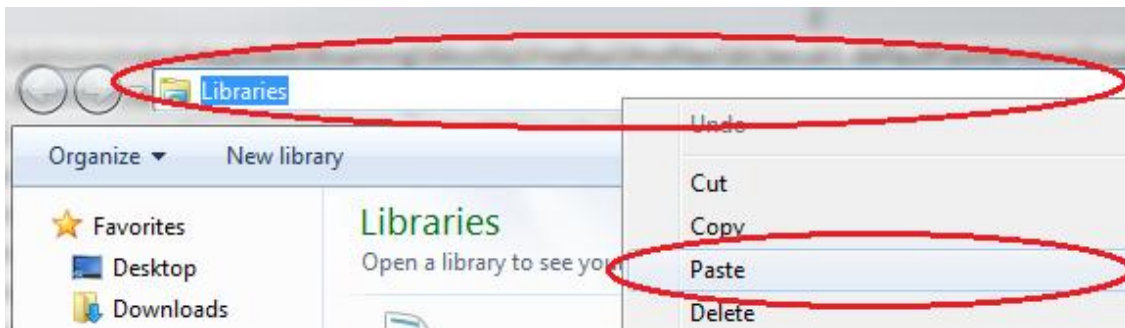 Libraries
Undo
Organize
New library
Cut
Favorites
Libraries
Copy
Desktop
Open a library to see you
Paste
Downloads
Delete